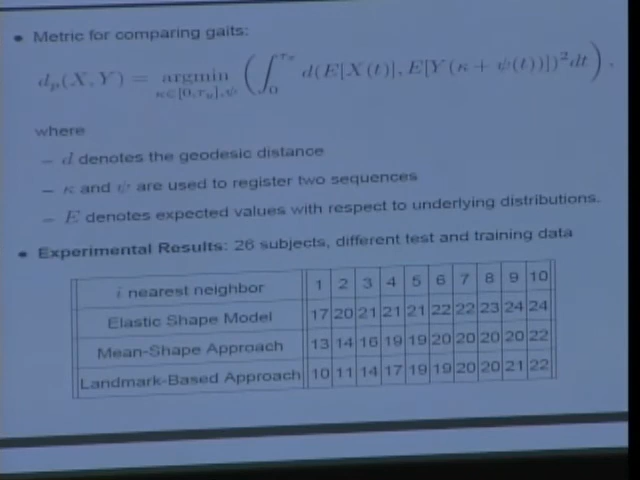 • Metric for comparing gaits:
d_p(X, Y) = argmin_{κ∈[0,τ_x],ψ} ( ∫_0^{τ_x} d(E[X(t)], E[Y(κ + ψ(t))])^2 dt ) ,
where
– d denotes the geodesic distance
– κ and ψ are used to register two sequences
– E denotes expected values with respect to underlying distributions.
• Experimental Results: 26 subjects, different test and training data
i nearest neighbor 1 2 3 4 5 6 7 8 9 10
Elastic Shape Model 17 20 21 21 21 22 22 23 24 24
Mean-Shape Approach 13 14 16 19 19 20 20 20 20 22
Landmark-Based Approach 10 11 14 17 19 19 20 20 21 22